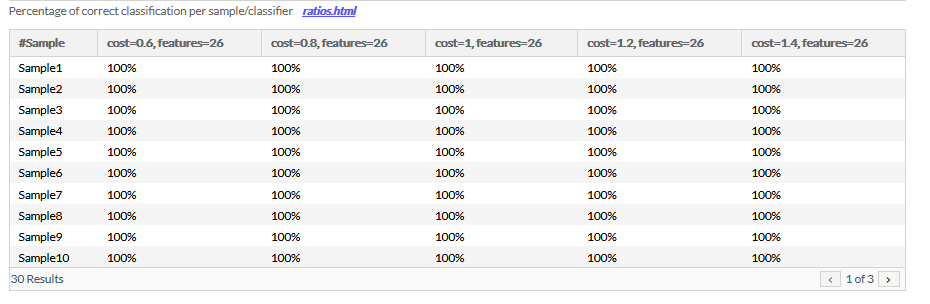 Percentage of correct classification per sample/classifier ratios.html
#Sample cost=0.6, features=26 cost=0.8, features=26 cost=1, features=26 cost=1.2, features=26 cost=1.4, features=26
Sample1 100% 100% 100% 100% 100%
Sample2 100% 100% 100% 100% 100%
Sample3 100% 100% 100% 100% 100%
Sample4 100% 100% 100% 100% 100%
Sample5 100% 100% 100% 100% 100%
Sample6 100% 100% 100% 100% 100%
Sample7 100% 100% 100% 100% 100%
Sample8 100% 100% 100% 100% 100%
Sample9 100% 100% 100% 100% 100%
Sample10 100% 100% 100% 100% 100%
30 Results ‹ 1 of 3 ›